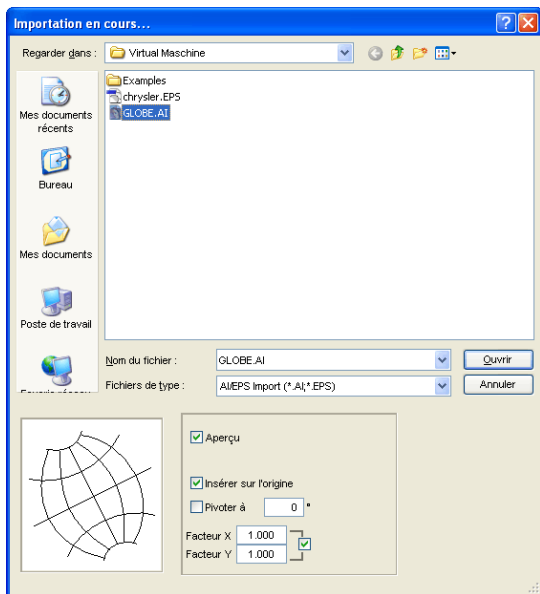 Importation en cours...
Regarder dans :
Virtual Maschine
Mes documents
récents
Bureau
Mes documents
Poste de travail
Favoris réseau
Examples
chrysler.EPS
GLOBE.AI
Nom du fichier :
GLOBE.AI
Ouvrir
Fichiers de type :
AI/EPS Import (*.AI;*.EPS)
Annuler
Aperçu
Insérer sur l'origine
Pivoter à
0 °
Facteur X
1.000
Facteur Y
1.000